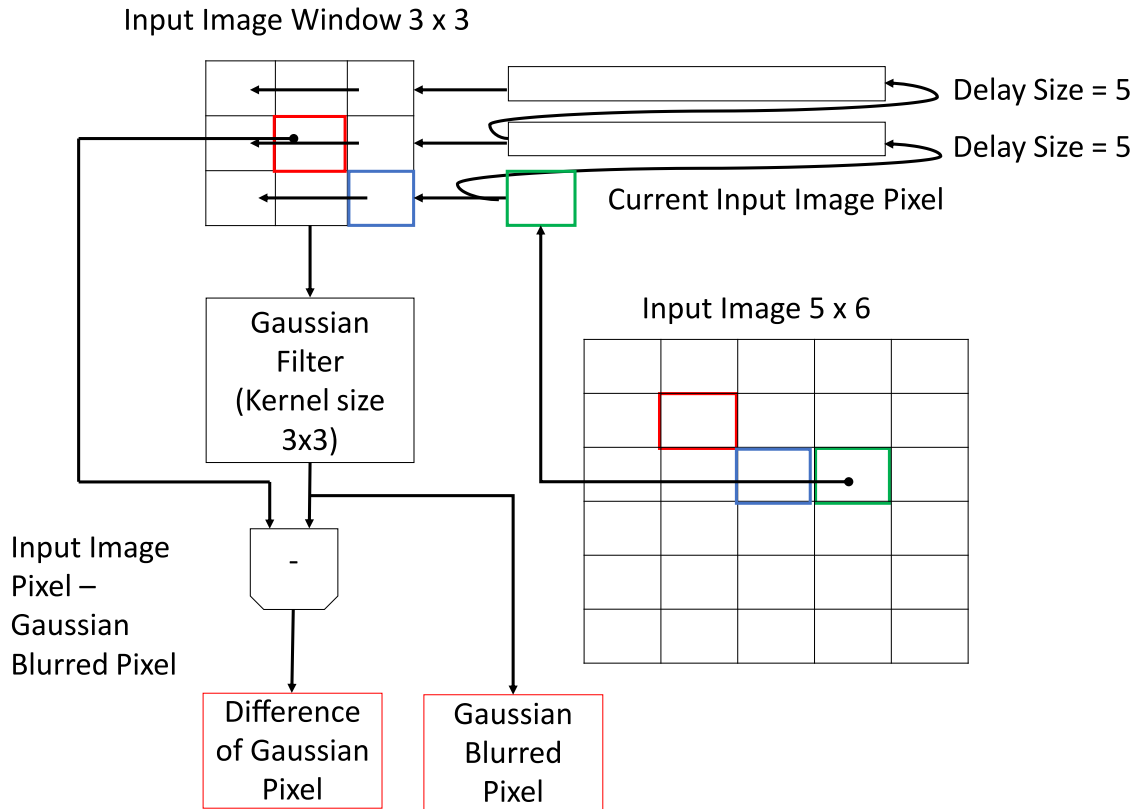 Input Image Window 3 x 3
Delay Size = 5
Delay Size = 5
Current Input Image Pixel
Input Image 5 x 6
Gaussian
Filter
(Kernel size
3x3)
Input Image
Pixel –
Gaussian
Blurred Pixel
-
Difference
of Gaussian
Pixel
Gaussian
Blurred
Pixel